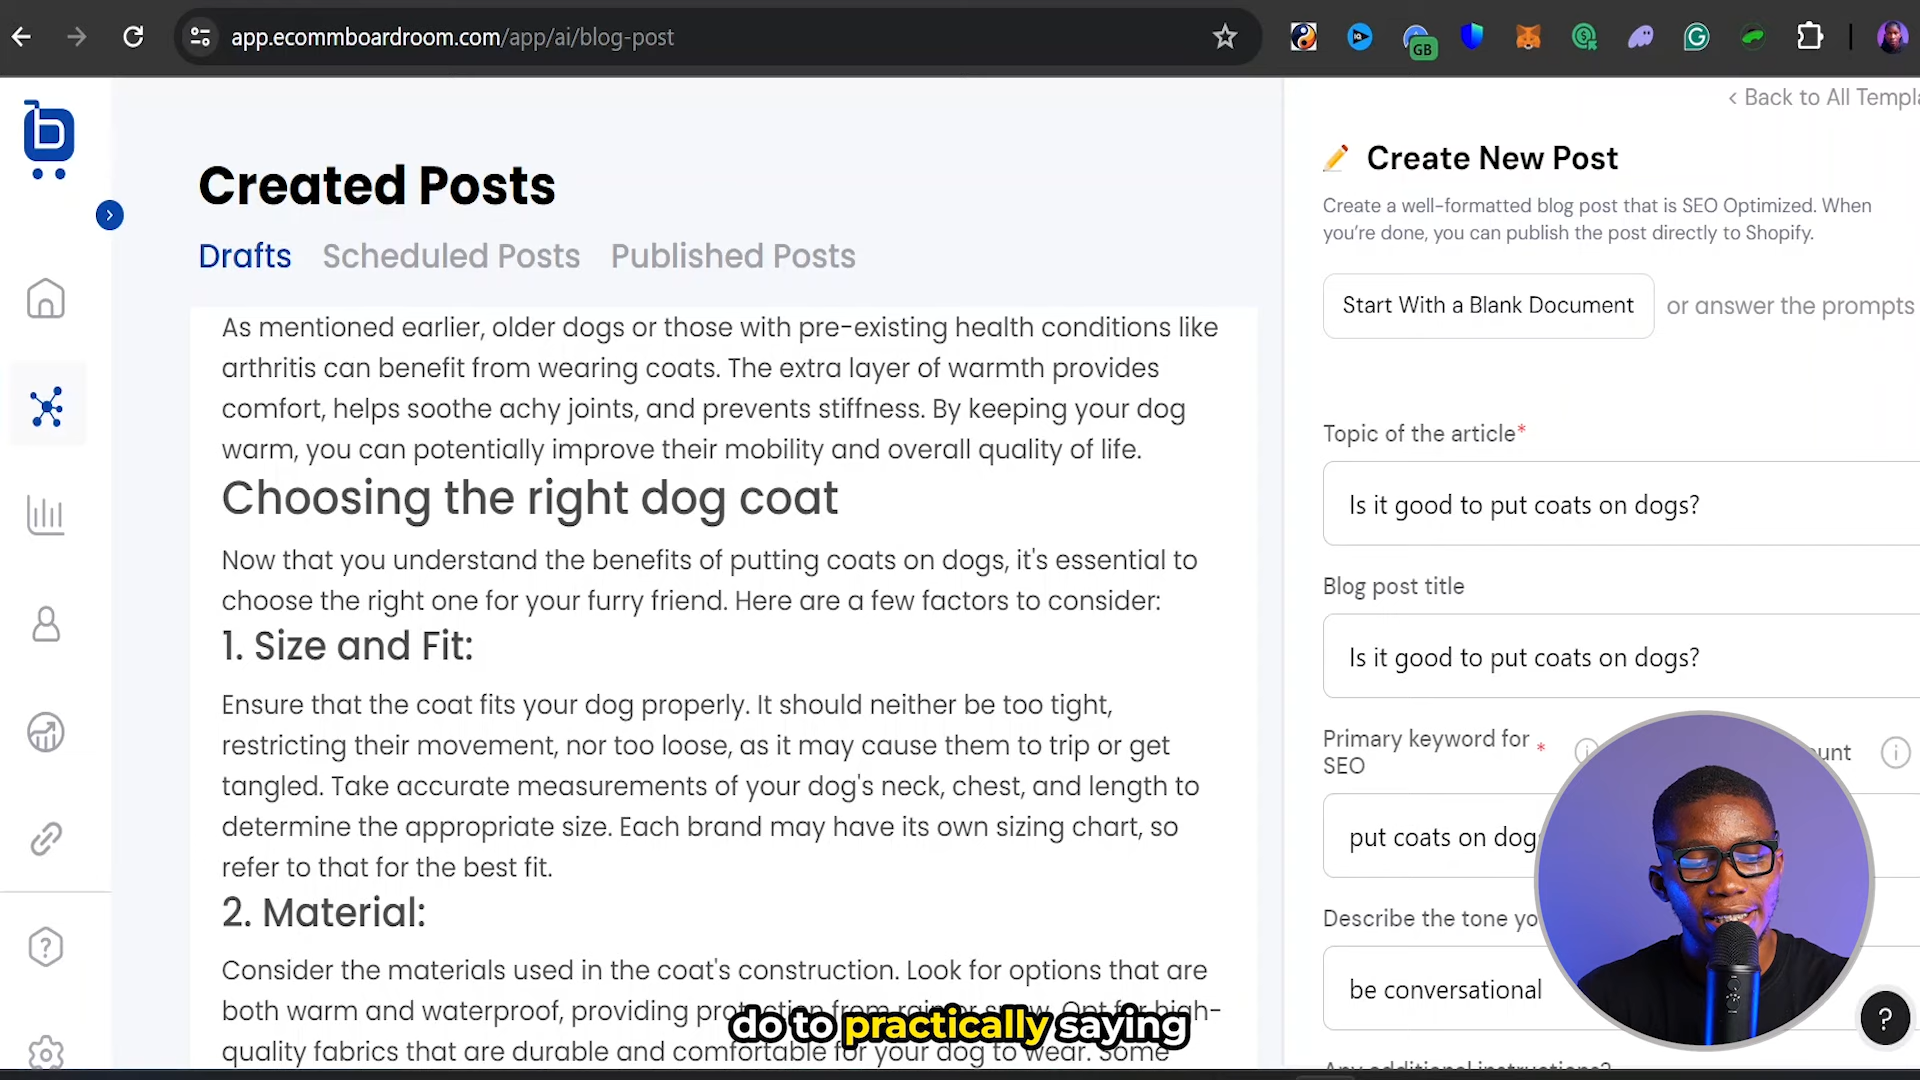 app.ecommboardroom.com/app/ai/blog-post
GB
Created Posts
Drafts Scheduled Posts Published Posts
As mentioned earlier, older dogs or those with pre-existing health conditions like
arthritis can benefit from wearing coats. The extra layer of warmth provides
comfort, helps soothe achy joints, and prevents stiffness. By keeping your dog
warm, you can potentially improve their mobility and overall quality of life.
Choosing the right dog coat
Now that you understand the benefits of putting coats on dogs, it's essential to
choose the right one for your furry friend. Here are a few factors to consider:
1. Size and Fit:
Ensure that the coat fits your dog properly. It should neither be too tight,
restricting their movement, nor too loose, as it may cause them to trip or get
tangled. Take accurate measurements of your dog's neck, chest, and length to
determine the appropriate size. Each brand may have its own sizing chart, so
refer to that for the best fit.
2. Material:
Consider the materials used in the coat's construction. Look for options that are
both warm and waterproof, providing protection from rain or snow. Opt for high-
quality fabrics that are durable and comfortable for your dog to wear. Some
do to practically saying
< Back to All Templa
Create New Post
Create a well-formatted blog post that is SEO Optimized. When
you're done, you can publish the post directly to Shopify.
Start With a Blank Document or answer the prompts
Topic of the article*
Is it good to put coats on dogs?
Blog post title
Is it good to put coats on dogs?
Primary keyword for *
SEO
unt
put coats on dog
Describe the tone yo
be conversational
Any additional instructions?
?